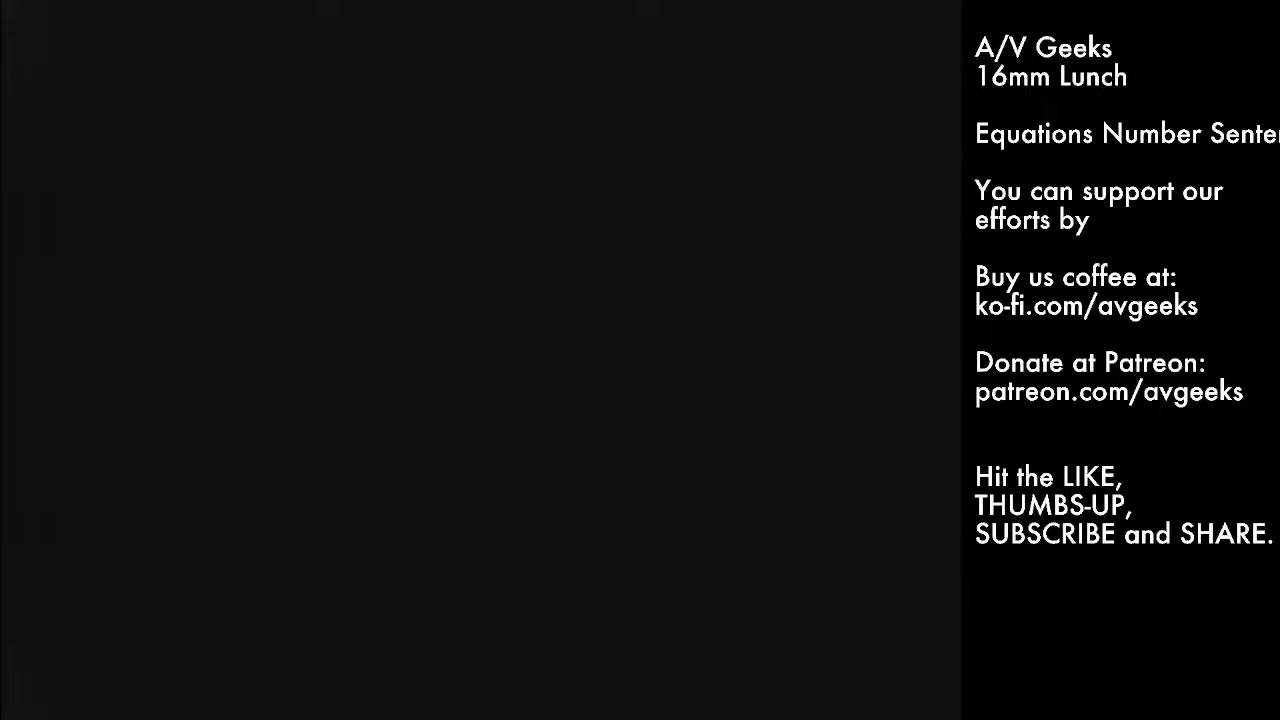 A/V Geeks
16mm Lunch
Equations Number
You can support our
efforts by
Buy us coffee at:
ko-fi.com/avgeeks
Donate at Patreon:
patreon.com/avgeeks
Hit the LIKE,
THUMBS-UP,
SUBSCRIBE and SHARE.